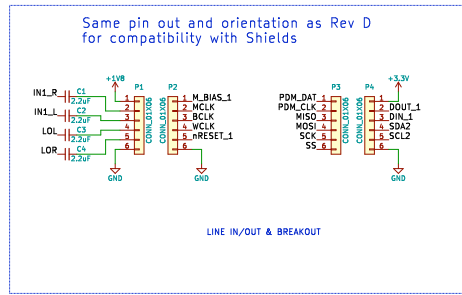 Same pin out and orientation as Rev D
for compatibility with Shields
+1V8
P1
P2
P3
P4
+3.3V
IN1_R
C1
2.2uF
IN1_L
C2
2.2uF
LOL
C3
2.2uF
LOR
C4
2.2uF
1
2
3
4
5
6
CONN_01X06
GND
1
2
3
4
5
6
CONN_01X06
M_BIAS_1
MCLK
BCLK
WCLK
nRESET_1
GND
PDM_DAT
PDM_CLK
MISO
MOSI
SCK
SS
1
2
3
4
5
6
CONN_01X06
1
2
3
4
5
6
CONN_01X06
DOUT_1
DIN_1
SDA2
SCL2
GND
LINE IN/OUT & BREAKOUT